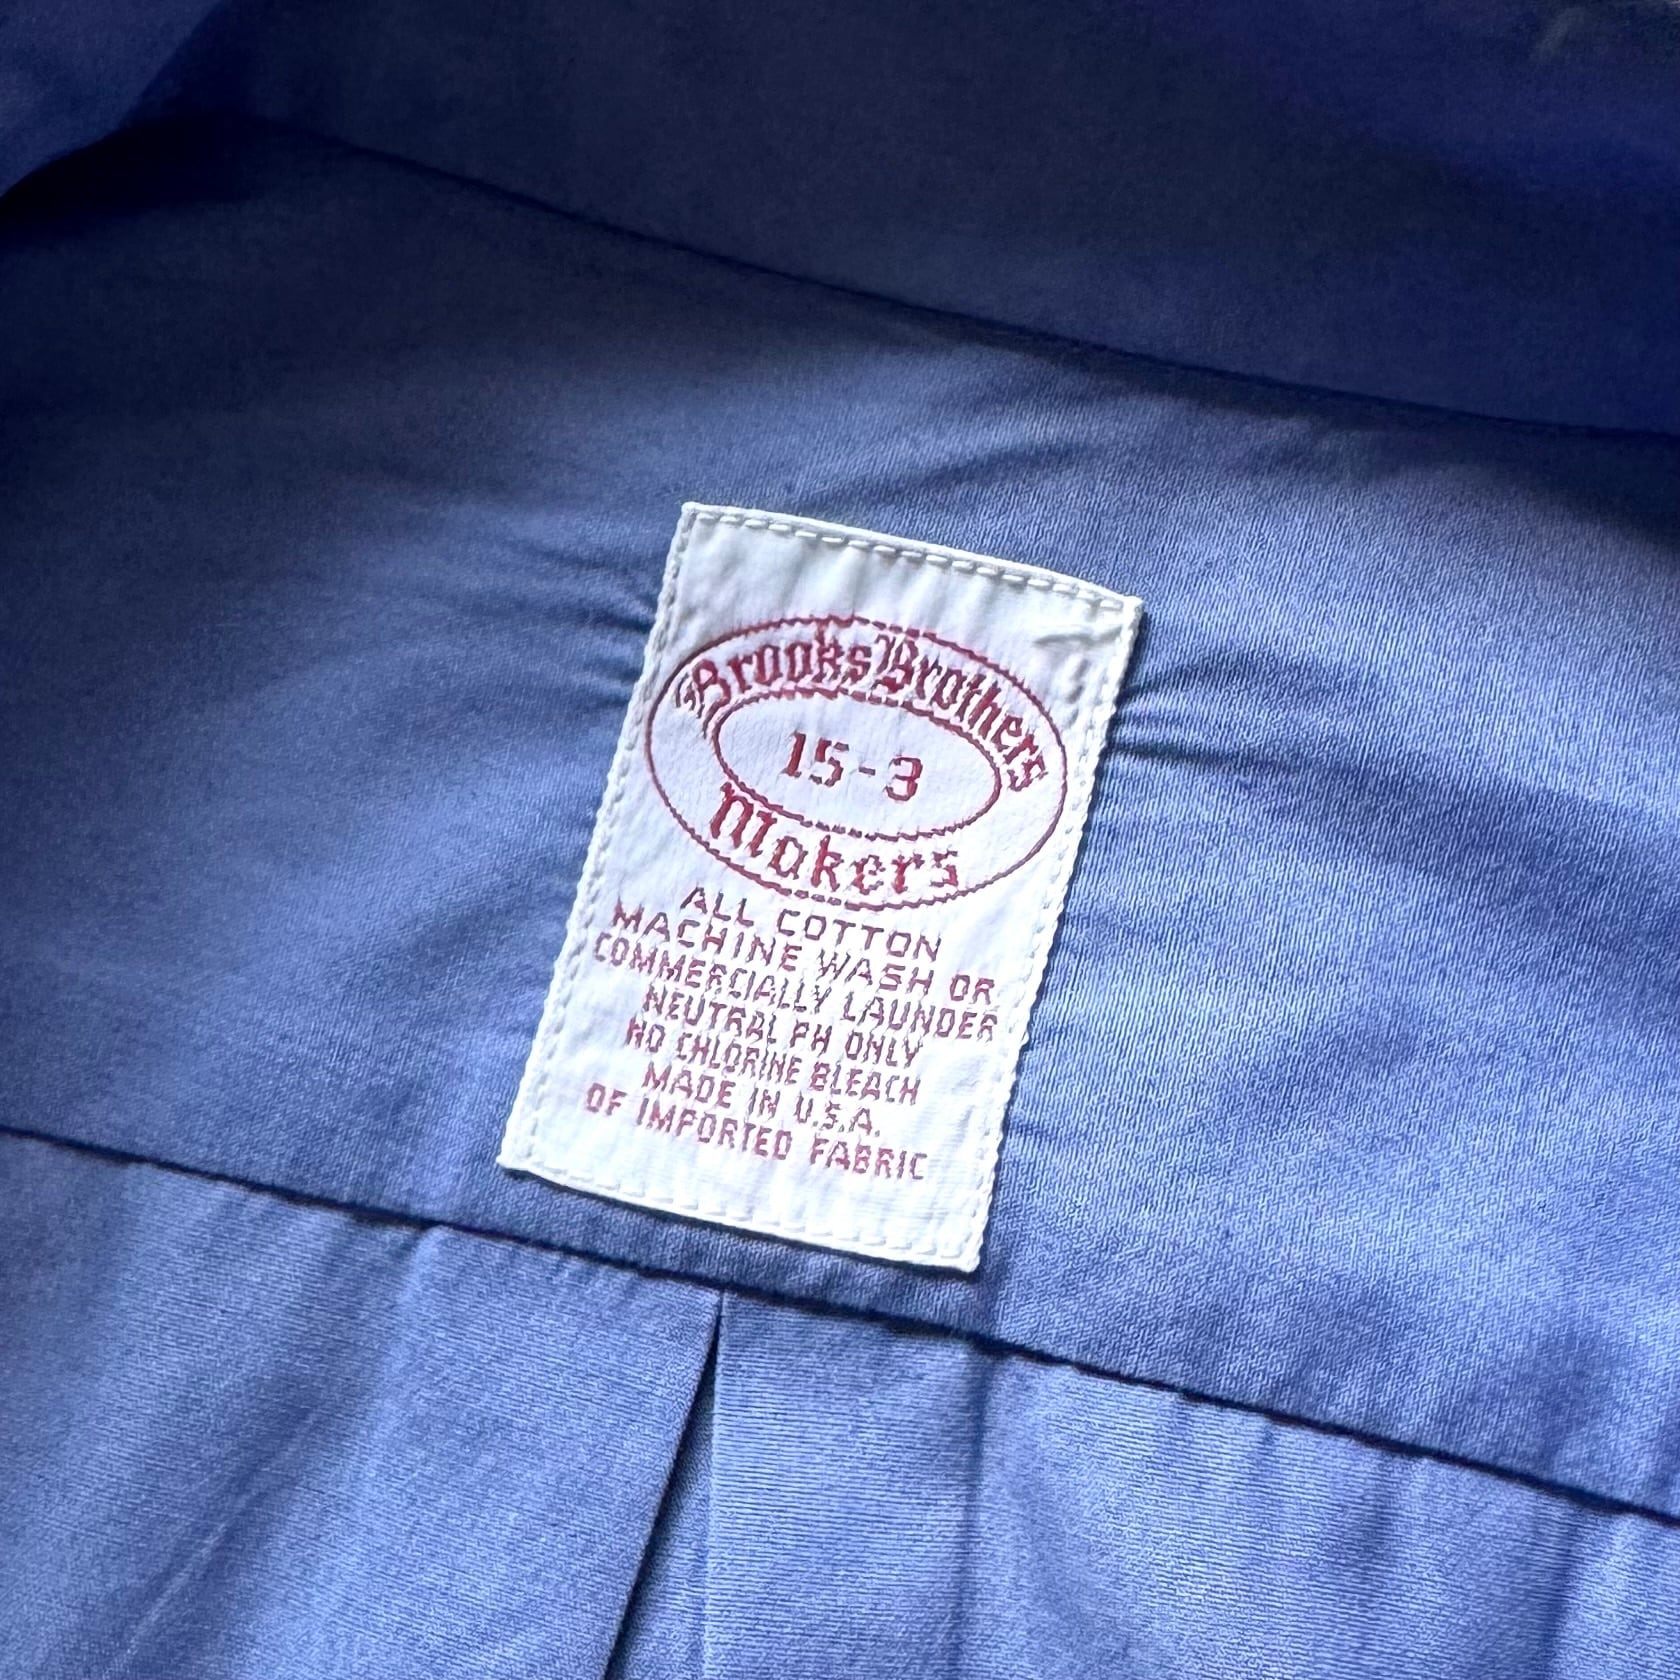 Brooks Brothers
15-3
Makers
ALL COTTON
MACHINE WASH OR
COMMERCIALLY LAUNDER
NEUTRAL PH ONLY
NO CHLORINE BLEACH
MADE IN U.S.A.
OF IMPORTED FABRIC